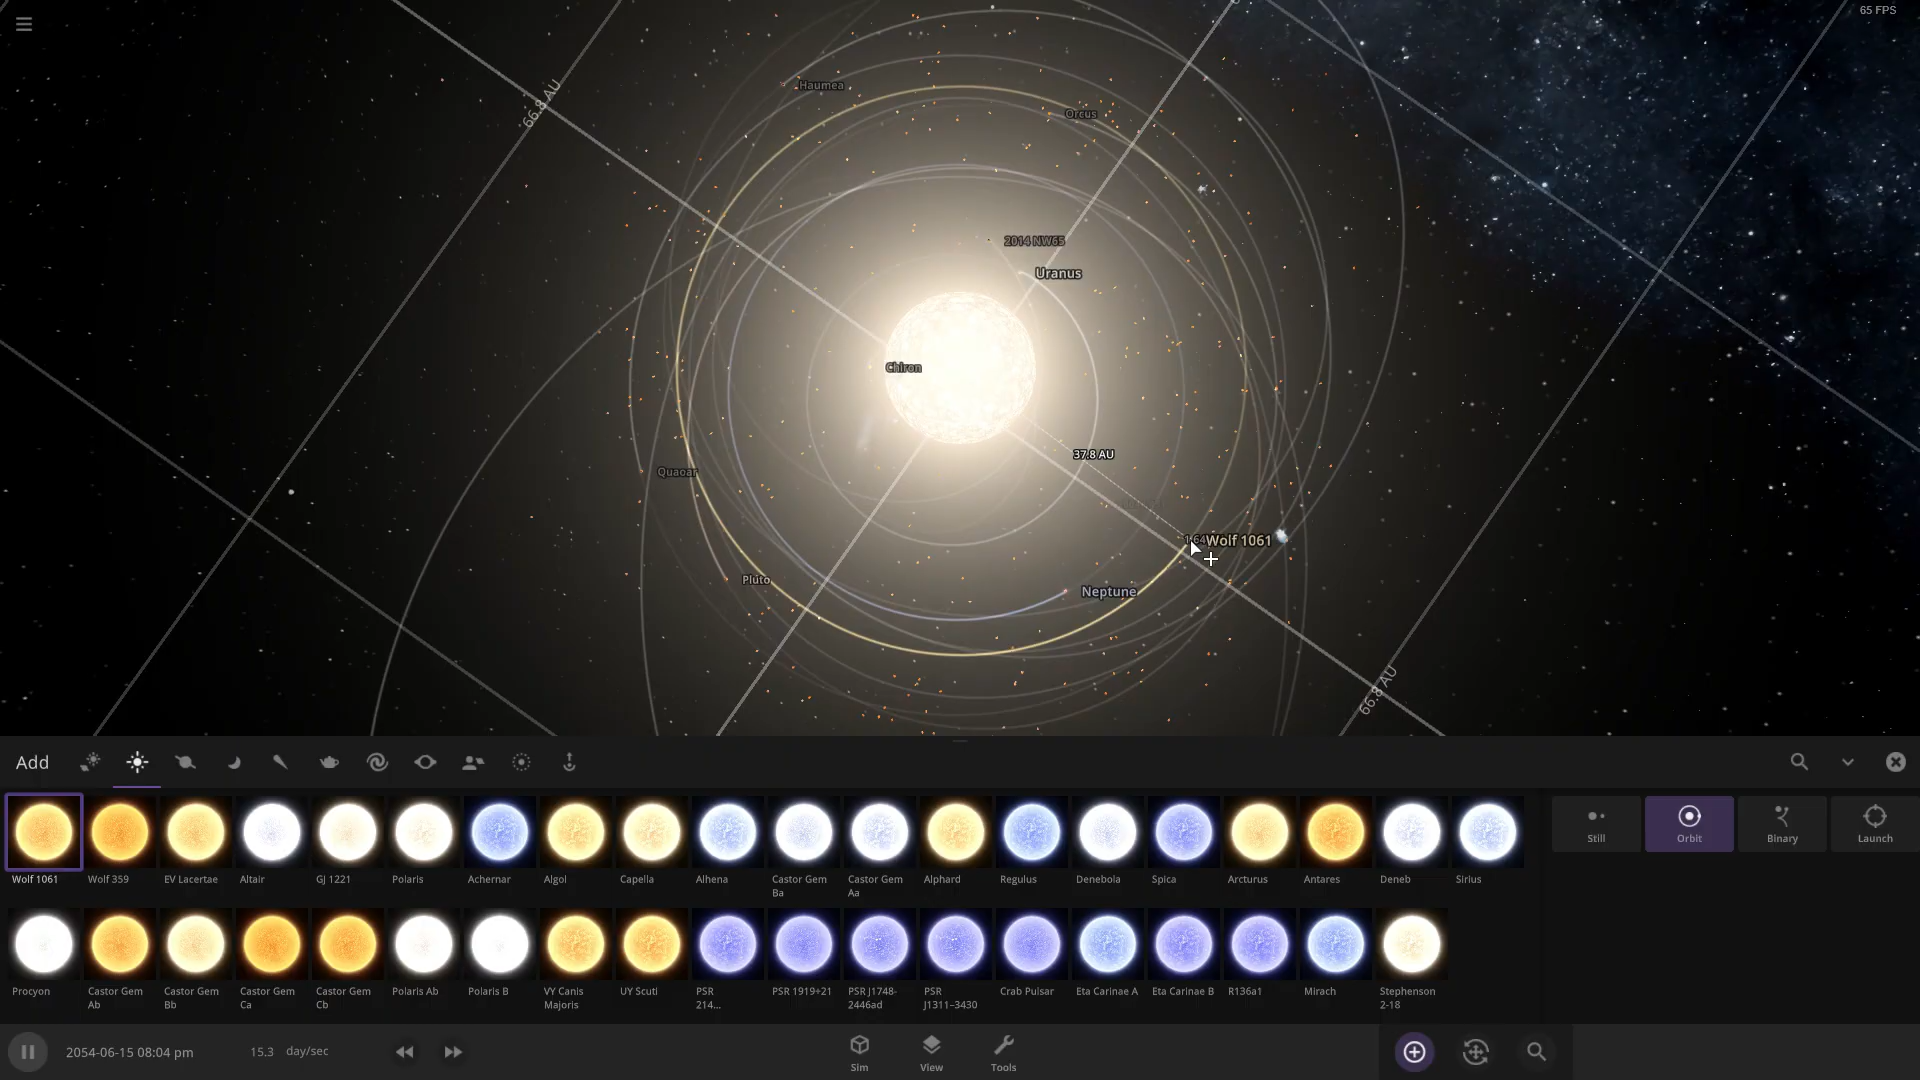 65 FPS
Haumea
66.8 AU
Orcus
2014 NW65
Uranus
Chiron
37.8 AU
Quaoar
Wolf 1061
Pluto
Neptune
66.8 AU
Add
Wolf 1061
Wolf 359
EV Lacertae
Altair
GJ 1221
Polaris
Achernar
Algol
Capella
Alhena
Castor Gem
Ba
Castor Gem
Aa
Alphard
Regulus
Denebola
Spica
Arcturus
Antares
Deneb
Sirius
Still
Orbit
Binary
Launch
Procyon
Castor Gem
Ab
Castor Gem
Bb
Castor Gem
Ca
Castor Gem
Cb
Polaris Ab
Polaris B
VY Canis
Majoris
UY Scuti
PSR
214...
PSR 1919+21
PSR J1748-
2446ad
PSR
J1311–3430
Crab Pulsar
Eta Carinae A
Eta Carinae B
R136a1
Mirach
Stephenson
2-18
2054-06-15 08:04 pm
15.3 day/sec
Sim
View
Tools